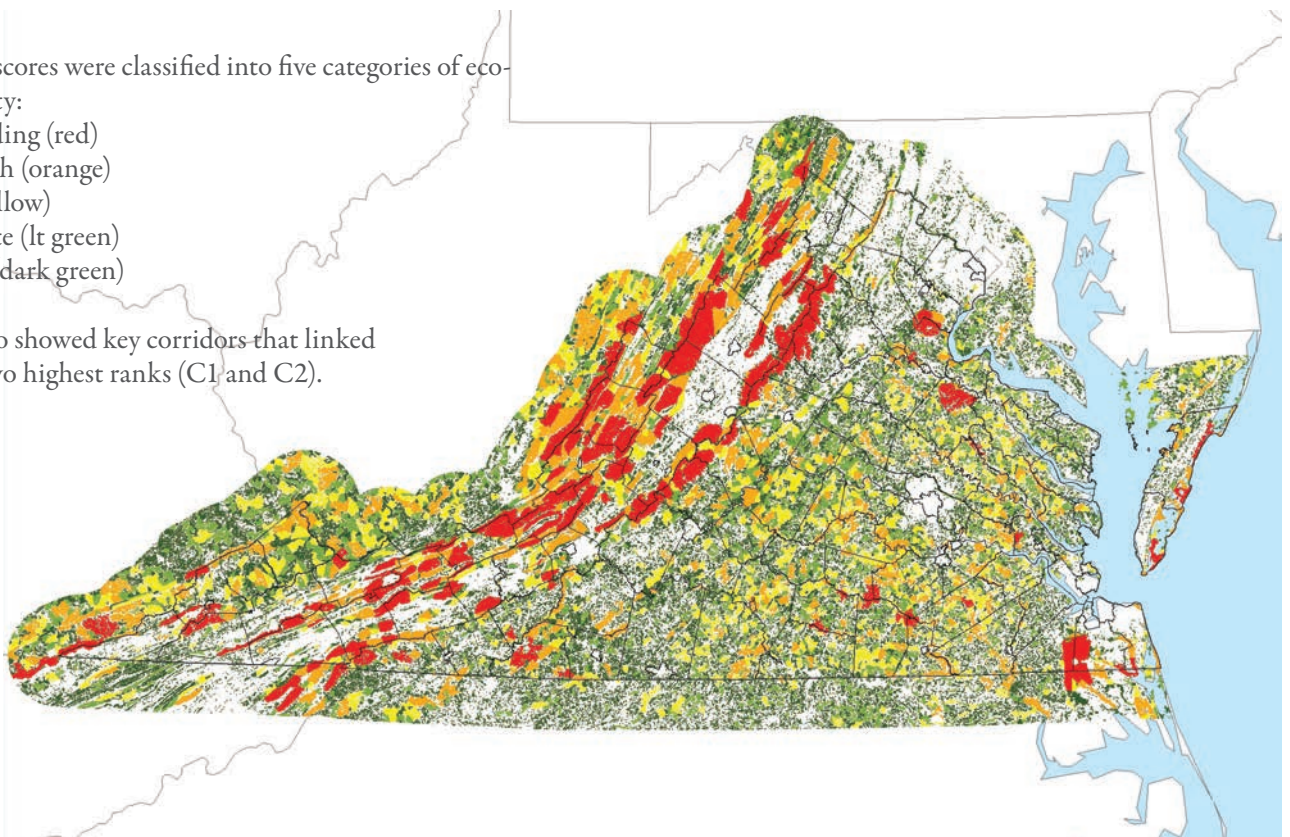 scores were classified into five categories of eco-
ty:
ding (red)
h (orange)
llow)
te (lt green)
dark green)
o showed key corridors that linked
vo highest ranks (C1 and C2).